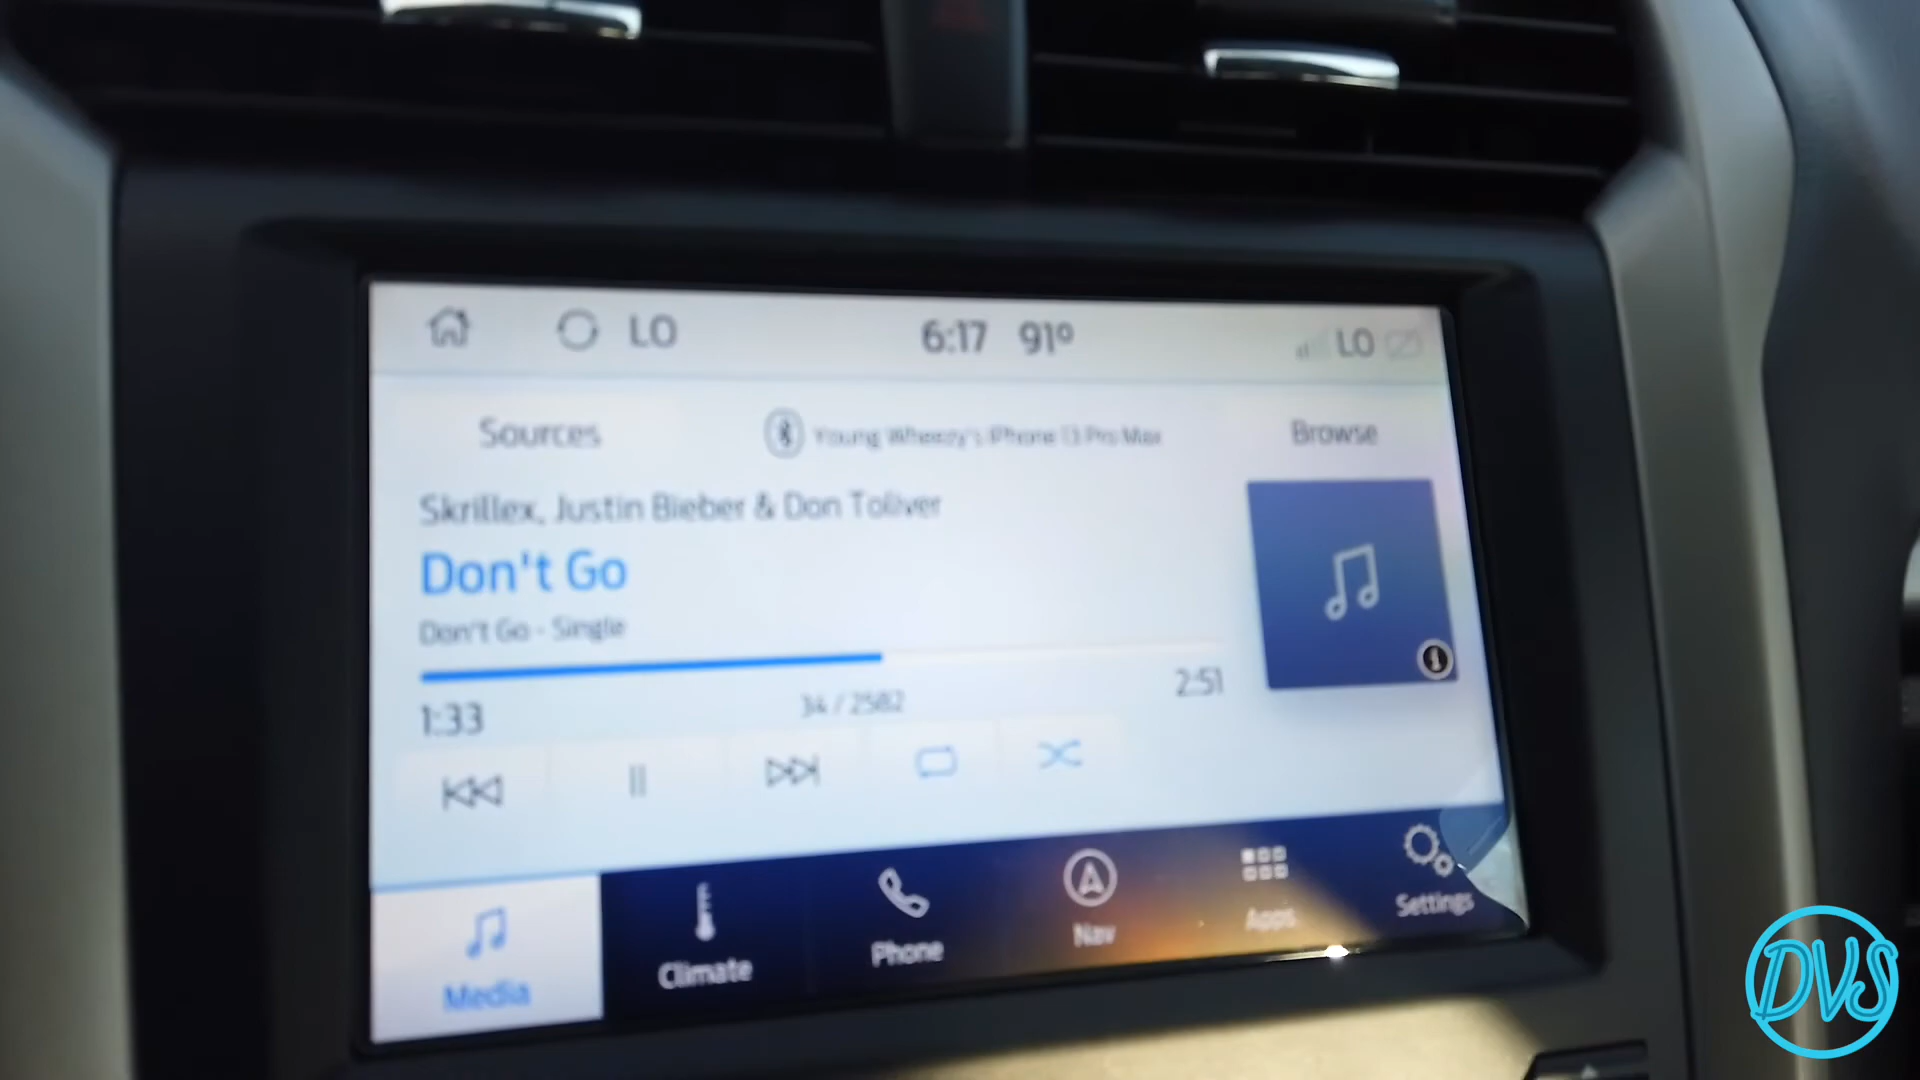 LO 6:17 91° LO
Sources Young Wheezy's iPhone 13 Pro Max Browse
Skrillex, Justin Bieber & Don Toliver
Don't Go
Don't Go - Single
1:33 34 / 2582 2:51
Media Climate Phone Nav Apps Settings
DVS